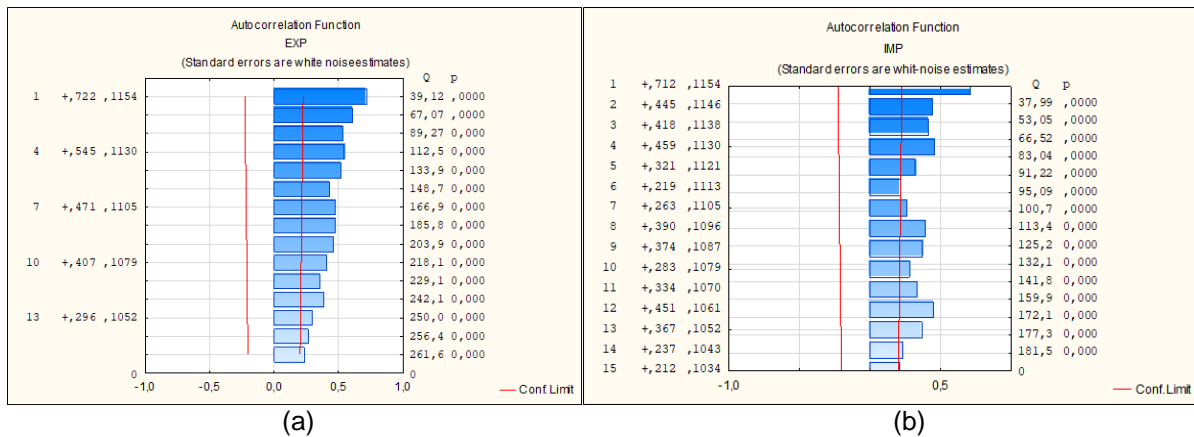 Autocorrelation Function
EXP
(Standard errors are white noiseestimates)
Q p
1 +,722 ,1154 39,12 ,0000
67,07 ,0000
89,27 0,000
4 +,545 ,1130 112,5 0,000
133,9 0,000
148,7 0,000
7 +,471 ,1105 166,9 0,000
185,8 0,000
203,9 0,000
10 +,407 ,1079 218,1 0,000
229,1 0,000
242,1 0,000
13 +,296 ,1052 250,0 0,000
256,4 0,000
261,6 0,000
0 0
-1,0 -0,5 0,0 0,5 1,0
Conf.Limit
(a)
Autocorrelation Function
IMP
(Standard errors are whit-noise estimates)
Q p
1 +,712 ,1154 37,99 ,0000
2 +,445 ,1146 53,05 ,0000
3 +,418 ,1138 66,52 ,0000
4 +,459 ,1130 83,04 ,0000
5 +,321 ,1121 91,22 ,0000
6 +,219 ,1113 95,09 ,0000
7 +,263 ,1105 100,7 ,0000
8 +,390 ,1096 113,4 0,000
9 +,374 ,1087 125,2 0,000
10 +,283 ,1079 132,1 0,000
11 +,334 ,1070 141,8 0,000
12 +,451 ,1061 159,9 0,000
13 +,367 ,1052 172,1 0,000
14 +,237 ,1043 177,3 0,000
15 +,212 ,1034 181,5 0,000
0
-1,0 0,5
Conf.Limit
(b)